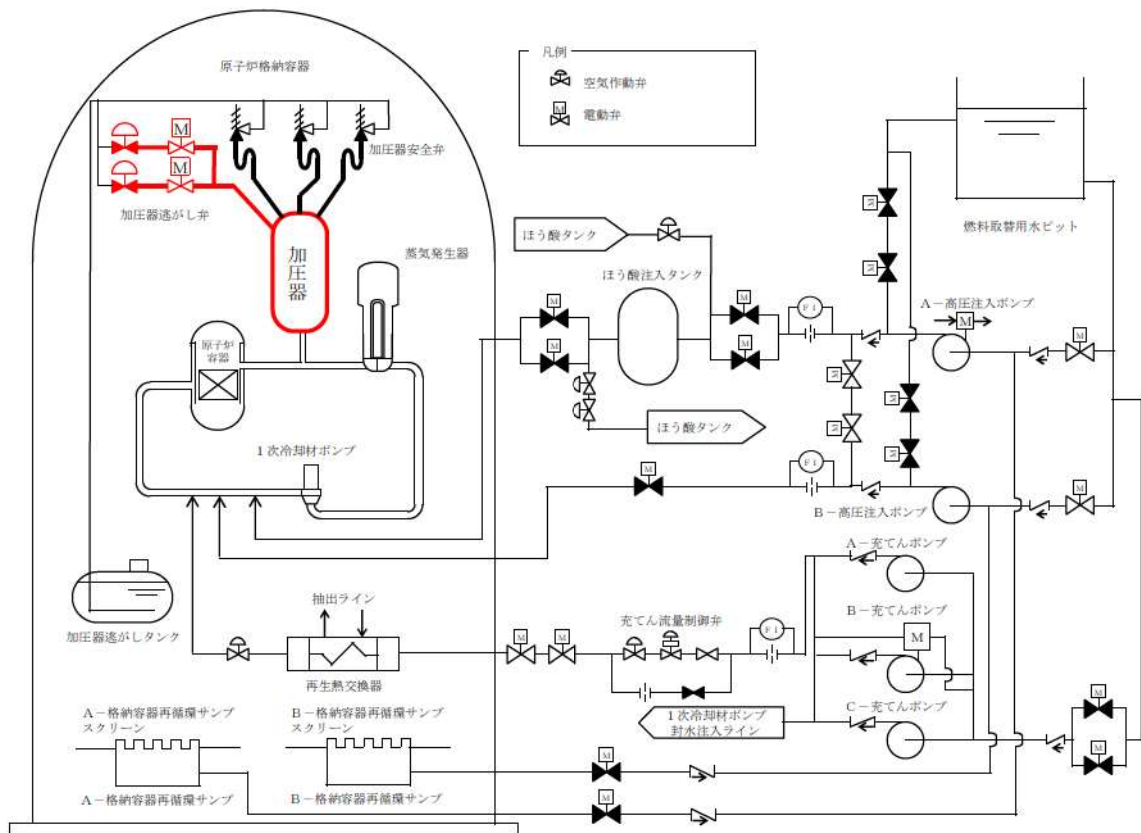 凡例
空気作動弁
M
電動弁
原子炉格納容器
M
M
加圧器安全弁
加圧器逃がし弁
加圧器
蒸気発生器
原子炉
容器
1次冷却材ポンプ
加圧器逃がしタンク
ほう酸タンク
ほう酸注入タンク
M
M
M
M
FI
ほう酸タンク
M
M
M
M
M
M
燃料取替用水ピット
A-高圧注入ポンプ
M
M
M
FI
B-高圧注入ポンプ
M
A-充てんポンプ
B-充てんポンプ
M
C-充てんポンプ
M
M
抽出ライン
再生熱交換器
M
M
充てん流量制御弁
FI
1次冷却材ポンプ
封水注入ライン
A-格納容器再循環サンプ
スクリーン
B-格納容器再循環サンプ
スクリーン
M
M
A-格納容器再循環サンプ
B-格納容器再循環サンプ